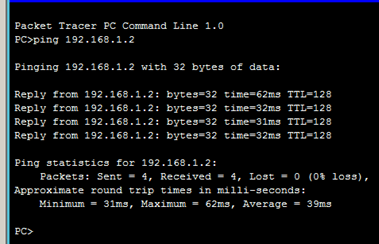 Packet Tracer PC Command Line 1.0
PC>ping 192.168.1.2
Pinging 192.168.1.2 with 32 bytes of data:
Reply from 192.168.1.2: bytes=32 time=62ms TTL=128
Reply from 192.168.1.2: bytes=32 time=32ms TTL=128
Reply from 192.168.1.2: bytes=32 time=31ms TTL=128
Reply from 192.168.1.2: bytes=32 time=32ms TTL=128
Ping statistics for 192.168.1.2:
Packets: Sent = 4, Received = 4, Lost = 0 (0% loss),
Approximate round trip times in milli-seconds:
Minimum = 31ms, Maximum = 62ms, Average = 39ms
PC>